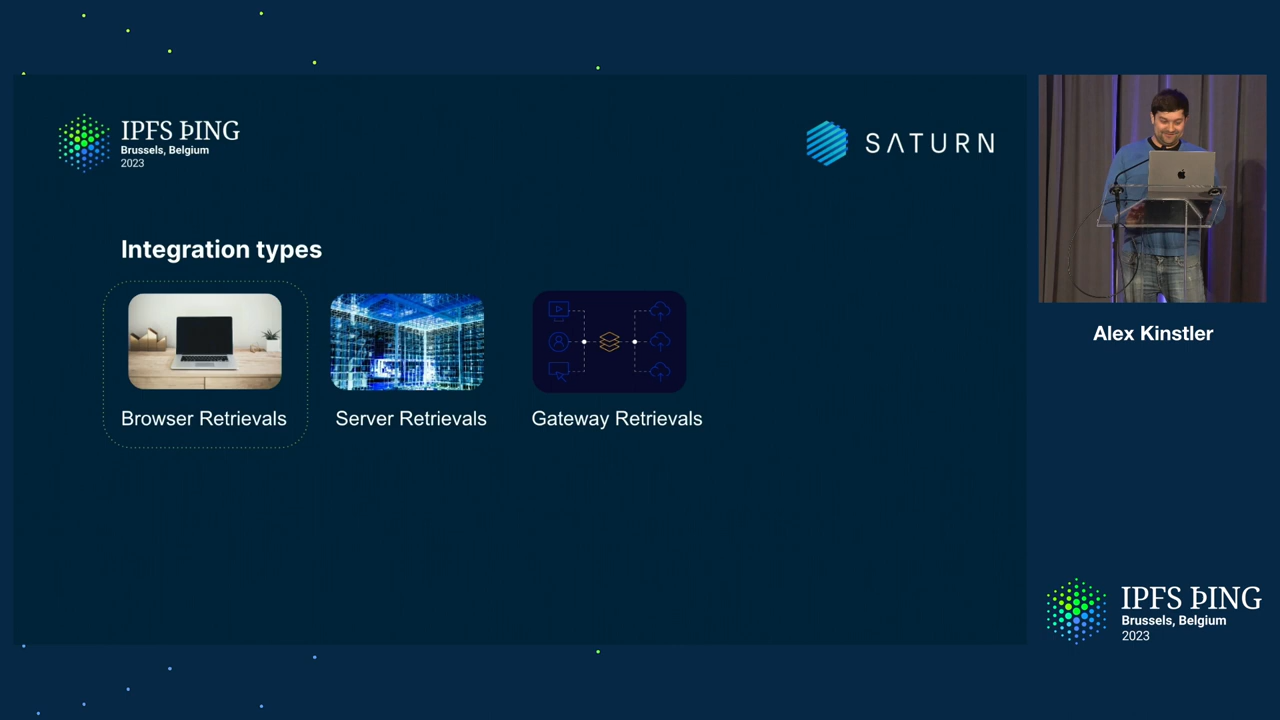 IPFS ÞING
Brussels, Belgium
2023
SATURN
Integration types
Browser Retrievals
Server Retrievals
Gateway Retrievals
Alex Kinstler
IPFS ÞING
Brussels, Belgium
2023